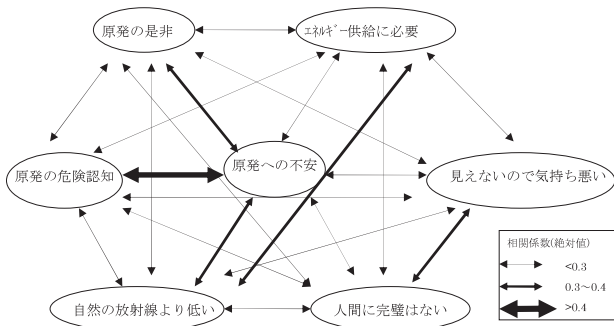 原発の是非
ｴﾈﾙｷﾞｰ供給に必要
原発の危険認知
原発への不安
見えないので気持ち悪い
自然の放射線より低い
人間に完璧はない
相関係数(絶対値)
<0.3
0.3～0.4
>0.4